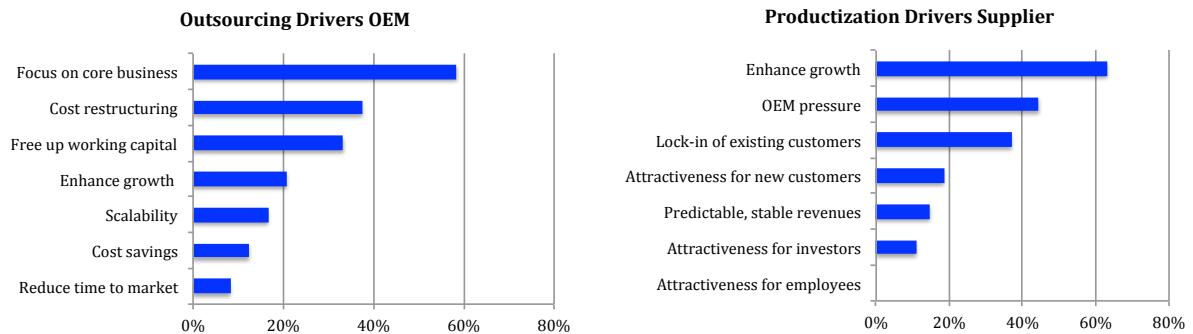 Outsourcing Drivers OEM
Focus on core business
Cost restructuring
Free up working capital
Enhance growth
Scalability
Cost savings
Reduce time to market
0% 20% 40% 60% 80%
Productization Drivers Supplier
Enhance growth
OEM pressure
Lock-in of existing customers
Attractiveness for new customers
Predictable, stable revenues
Attractiveness for investors
Attractiveness for employees
0% 20% 40% 60% 80%